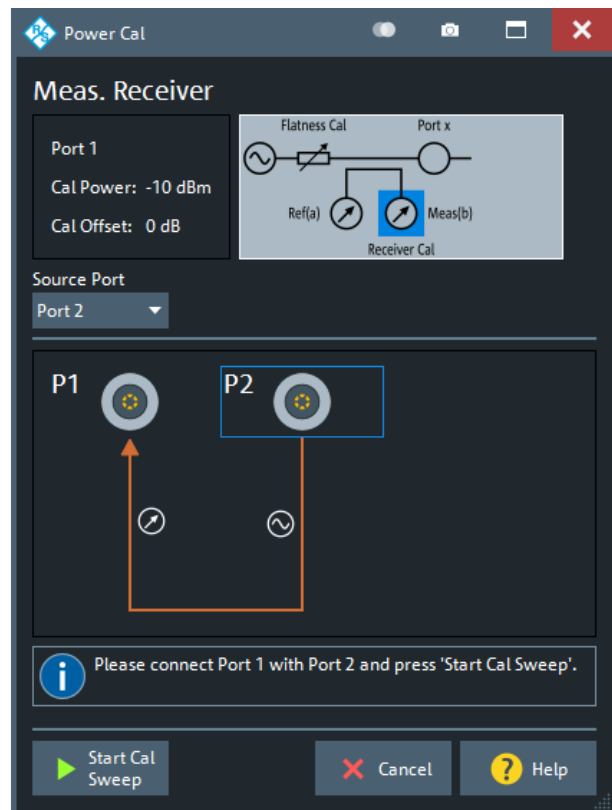 R&S Power Cal
Meas. Receiver
Port 1
Cal Power: -10 dBm
Cal Offset: 0 dB
Flatness Cal Port x
Ref(a) Meas(b)
Receiver Cal
Source Port
Port 2
P1 P2
i Please connect Port 1 with Port 2 and press 'Start Cal Sweep'.
Start Cal
Sweep
Cancel
? Help